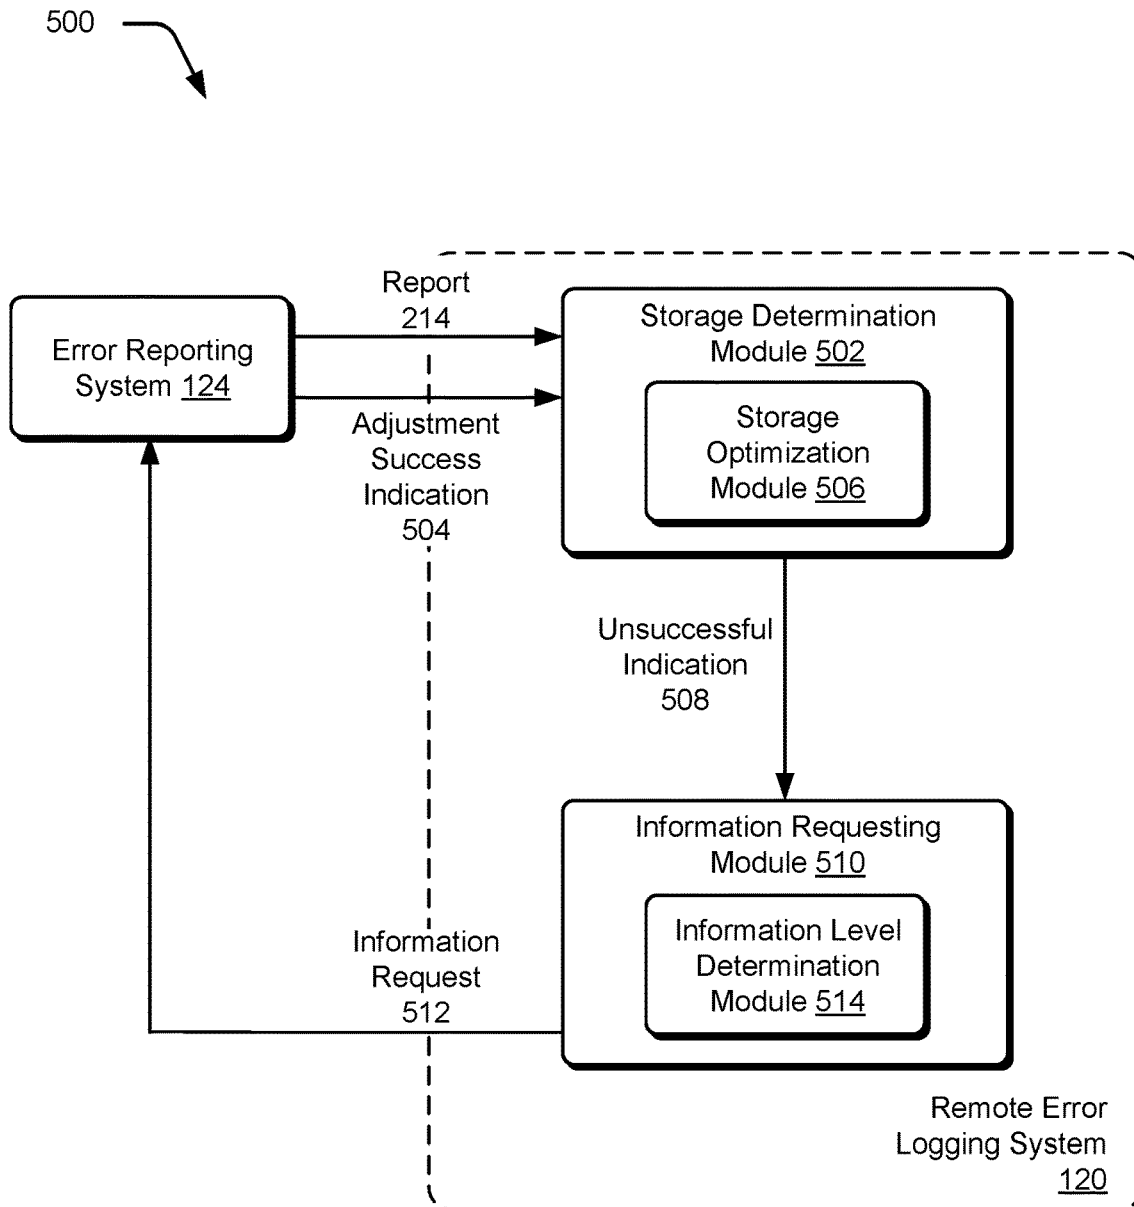 500
Report
214
Error Reporting
System 124
Adjustment
Success
Indication
504
Storage Determination
Module 502
Storage
Optimization
Module 506
Unsuccessful
Indication
508
Information Requesting
Module 510
Information Level
Determination
Module 514
Information
Request
512
Remote Error
Logging System
120